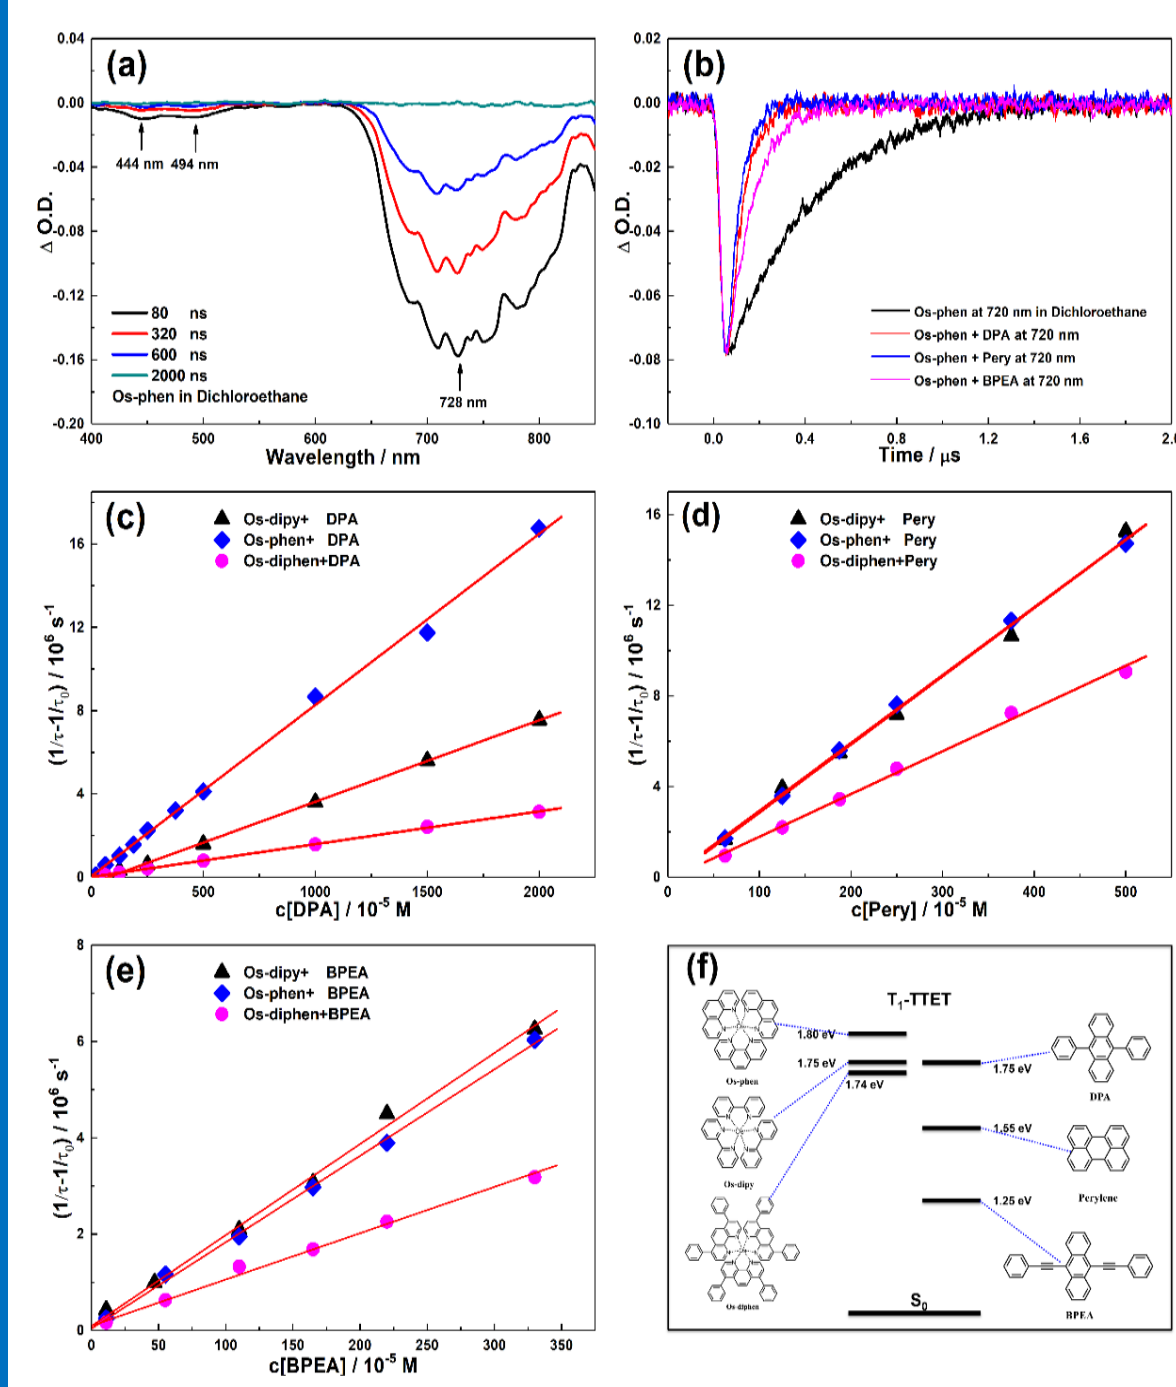 (a)
0.04
0.00
-0.04
-0.08
-0.12
-0.16
-0.20
Δ O.D.
444 nm
494 nm
728 nm
80 ns
320 ns
600 ns
2000 ns
Os-phen in Dichloroethane
400 500 600 700 800
Wavelength / nm
(b)
0.02
0.00
-0.02
-0.04
-0.06
-0.08
-0.10
Δ O.D.
Os-phen at 720 nm in Dichloroethane
Os-phen + DPA at 720 nm
Os-phen + Pery at 720 nm
Os-phen + BPEA at 720 nm
0.0 0.4 0.8 1.2 1.6 2.0
Time / μs
(c)
Os-dipy+ DPA
Os-phen+ DPA
Os-diphen+DPA
16
12
8
4
0
(1/τ-1/τ₀) / 10⁶ s⁻¹
0 500 1000 1500 2000
c[DPA] / 10⁻⁵ M
(d)
Os-dipy+ Pery
Os-phen+ Pery
Os-diphen+Pery
16
12
8
4
0
(1/τ-1/τ₀) / 10⁶ s⁻¹
0 100 200 300 400 500
c[Pery] / 10⁻⁵ M
(e)
Os-dipy+ BPEA
Os-phen+ BPEA
Os-diphen+BPEA
8
6
4
2
0
(1/τ-1/τ₀) / 10⁶ s⁻¹
0 50 100 150 200 250 300 350
c[BPEA] / 10⁻⁵ M
(f)
T₁-TTET
1.80 eV
1.75 eV
1.74 eV
1.75 eV
1.55 eV
1.25 eV
Os-phen
Os-dipy
Os-diphen
DPA
Perylene
BPEA
S₀